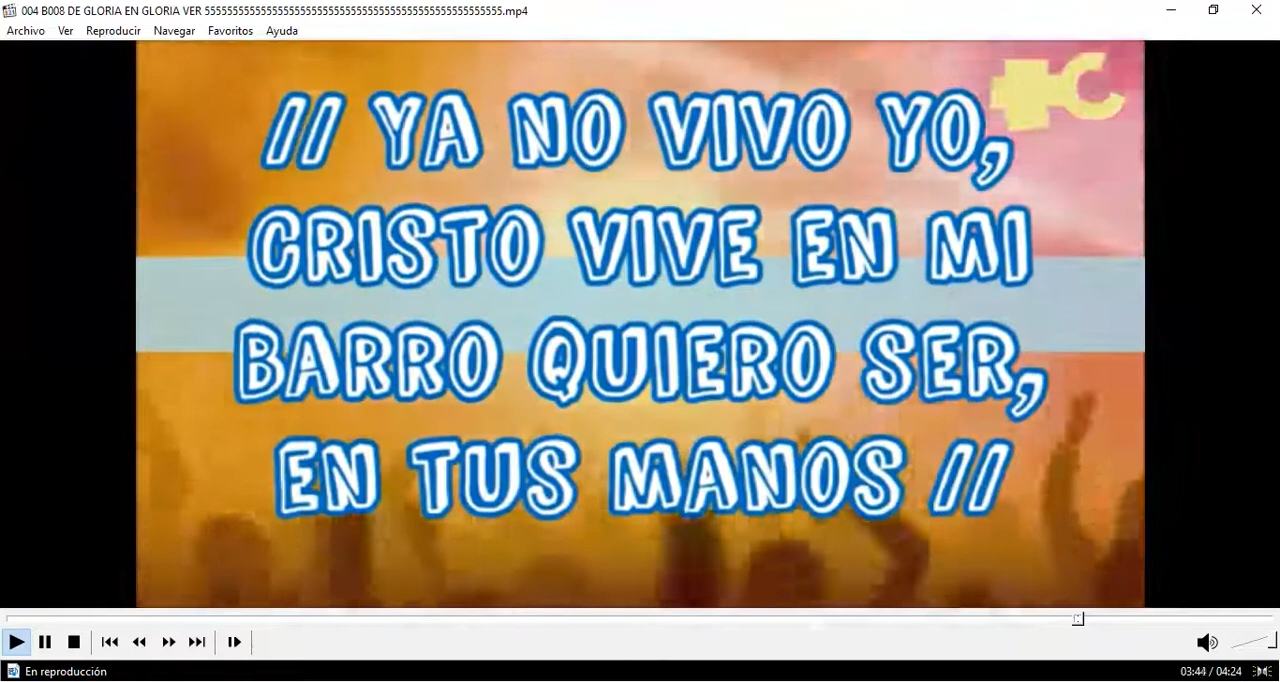 004 B008 DE GLORIA EN GLORIA VER 5555555555555555555555555555555555555555555555555555.mp4
Archivo Ver Reproducir Navegar Favoritos Ayuda
// YA NO VIVO YO,
CRISTO VIVE EN MI
BARRO QUIERO SER,
EN TUS MANOS //
En reproducción
03:44 / 04:24